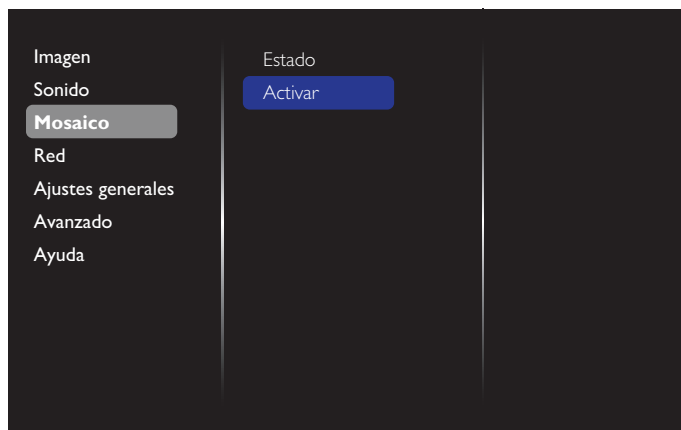 Imagen
Sonido
Mosaico
Red
Ajustes generales
Avanzado
Ayuda
Estado
Activar